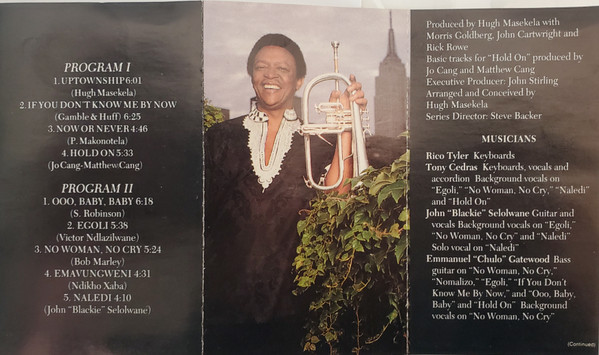 PROGRAM I
1. UPTOWNSHIP 6:01
(Hugh Masekela)
2. IF YOU DON'T KNOW ME BY NOW
(Gamble & Huff) 6:25
3. NOW OR NEVER 4:46
(P. Makonotela)
4. HOLD ON 5:33
(Jo Cang-Matthew Cang)
PROGRAM II
1. OOO, BABY, BABY 6:18
(S. Robinson)
2. EGOLI 5:38
(Victor Ndlazilwane)
3. NO WOMAN, NO CRY 5:24
(Bob Marley)
4. EMAVUNGWENI 4:31
(Ndikho Xaba)
5. NALEDI 4:10
(John "Blackie" Selolwane)
Produced by Hugh Masekela with
Morris Goldberg, John Cartwright and
Rick Rowe
Basic tracks for "Hold On" produced by
Jo Cang and Matthew Cang
Executive Producer: John Stirling
Arranged and Conceived by
Hugh Masekela
Series Director: Steve Backer
MUSICIANS
Rico Tyler Keyboards
Tony Cedras Keyboards, vocals and
accordion Background vocals on
"Egoli," "No Woman, No Cry," "Naledi"
and "Hold On"
John "Blackie" Selolwane Guitar and
vocals Background vocals on "Egoli,"
"No Woman, No Cry" and "Naledi"
Solo vocal on "Naledi"
Emmanuel "Chulo" Gatewood Bass
guitar on "No Woman, No Cry,"
"Nomalizo," "Egoli," "If You Don't
Know Me By Now," and "Ooo, Baby,
Baby" and "Hold On" Background
vocals on "No Woman, No Cry"
(Continued)